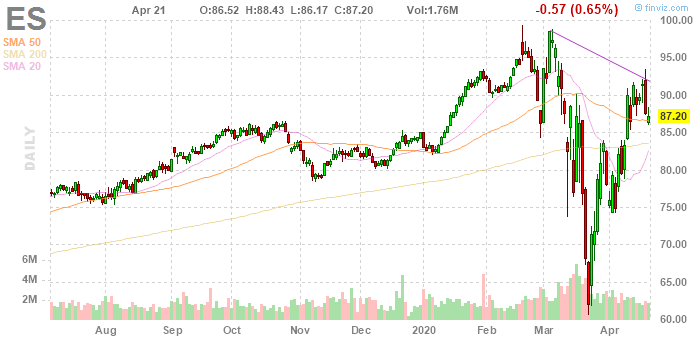 ES
Apr 21 O:86.52 H:88.43 L:86.17 C:87.20 Vol:1.76M -0.57 (0.65%)
© finviz.com
SMA 50
SMA 200
SMA 20
DAILY
100.00
95.00
90.00
87.20
85.00
80.00
75.00
70.00
65.00
60.00
6M
4M
2M
Aug Sep Oct Nov Dec 2020 Feb Mar Apr